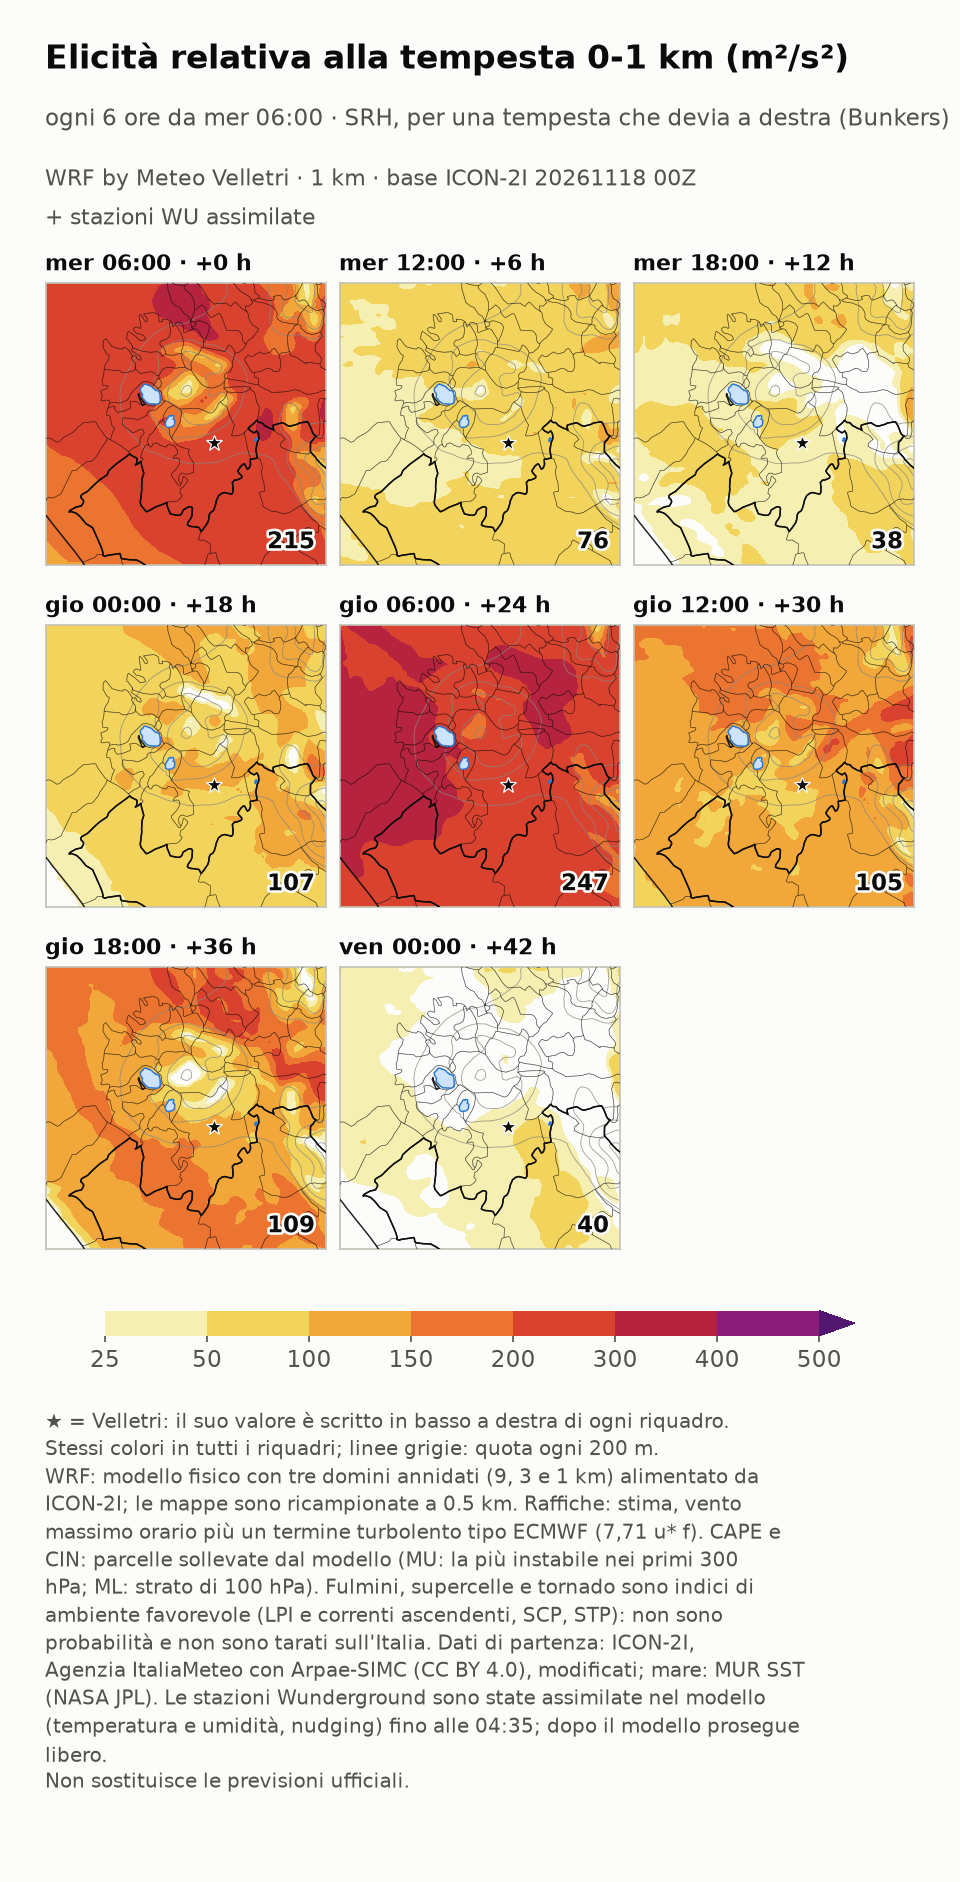 Elicità relativa alla tempesta 0-1 km (m²/s²)
ogni 6 ore da mer 06:00 · SRH, per una tempesta che devia a destra (Bunkers)
WRF by Meteo Velletri · 1 km · base ICON-2I 20261118 00Z
+ stazioni WU assimilate
mer 06:00 · +0 h
mer 12:00 · +6 h
mer 18:00 · +12 h
215
76
38
gio 00:00 · +18 h
gio 06:00 · +24 h
gio 12:00 · +30 h
107
247
105
gio 18:00 · +36 h
ven 00:00 · +42 h
109
40
25 50 100 150 200 300 400 500
★ = Velletri: il suo valore è scritto in basso a destra di ogni riquadro.
Stessi colori in tutti i riquadri; linee grigie: quota ogni 200 m.
WRF: modello fisico con tre domini annidati (9, 3 e 1 km) alimentato da
ICON-2I; le mappe sono ricampionate a 0.5 km. Raffiche: stima, vento
massimo orario più un termine turbolento tipo ECMWF (7,71 u* f). CAPE e
CIN: parcelle sollevate dal modello (MU: la più instabile nei primi 300
hPa; ML: strato di 100 hPa). Fulmini, supercelle e tornado sono indici di
ambiente favorevole (LPI e correnti ascendenti, SCP, STP): non sono
probabilità e non sono tarati sull'Italia. Dati di partenza: ICON-2I,
Agenzia ItaliaMeteo con Arpae-SIMC (CC BY 4.0), modificati; mare: MUR SST
(NASA JPL). Le stazioni Wunderground sono state assimilate nel modello
(temperatura e umidità, nudging) fino alle 04:35; dopo il modello prosegue
libero.
Non sostituisce le previsioni ufficiali.